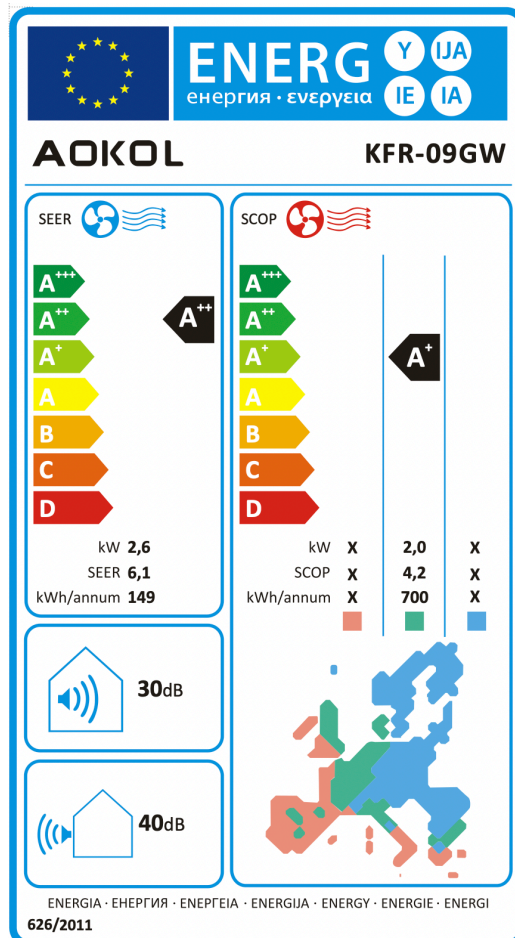 ENERG Y IJA
енергия · ενεργεια IE IA
AOKOL KFR-09GW
SEER
SCOP
A+++
A++
A+
A
B
C
D
A++
kW 2,6
SEER 6,1
kWh/annum 149
A+++
A++
A+
A
B
C
D
A+
kW X 2,0 X
SCOP X 4,2 X
kWh/annum X 700 X
30dB
40dB
ENERGIA · ЕНЕРГИЯ · ΕΝΕΡΓΕΙΑ · ENERGIJA · ENERGY · ENERGIE · ENERGI
626/2011